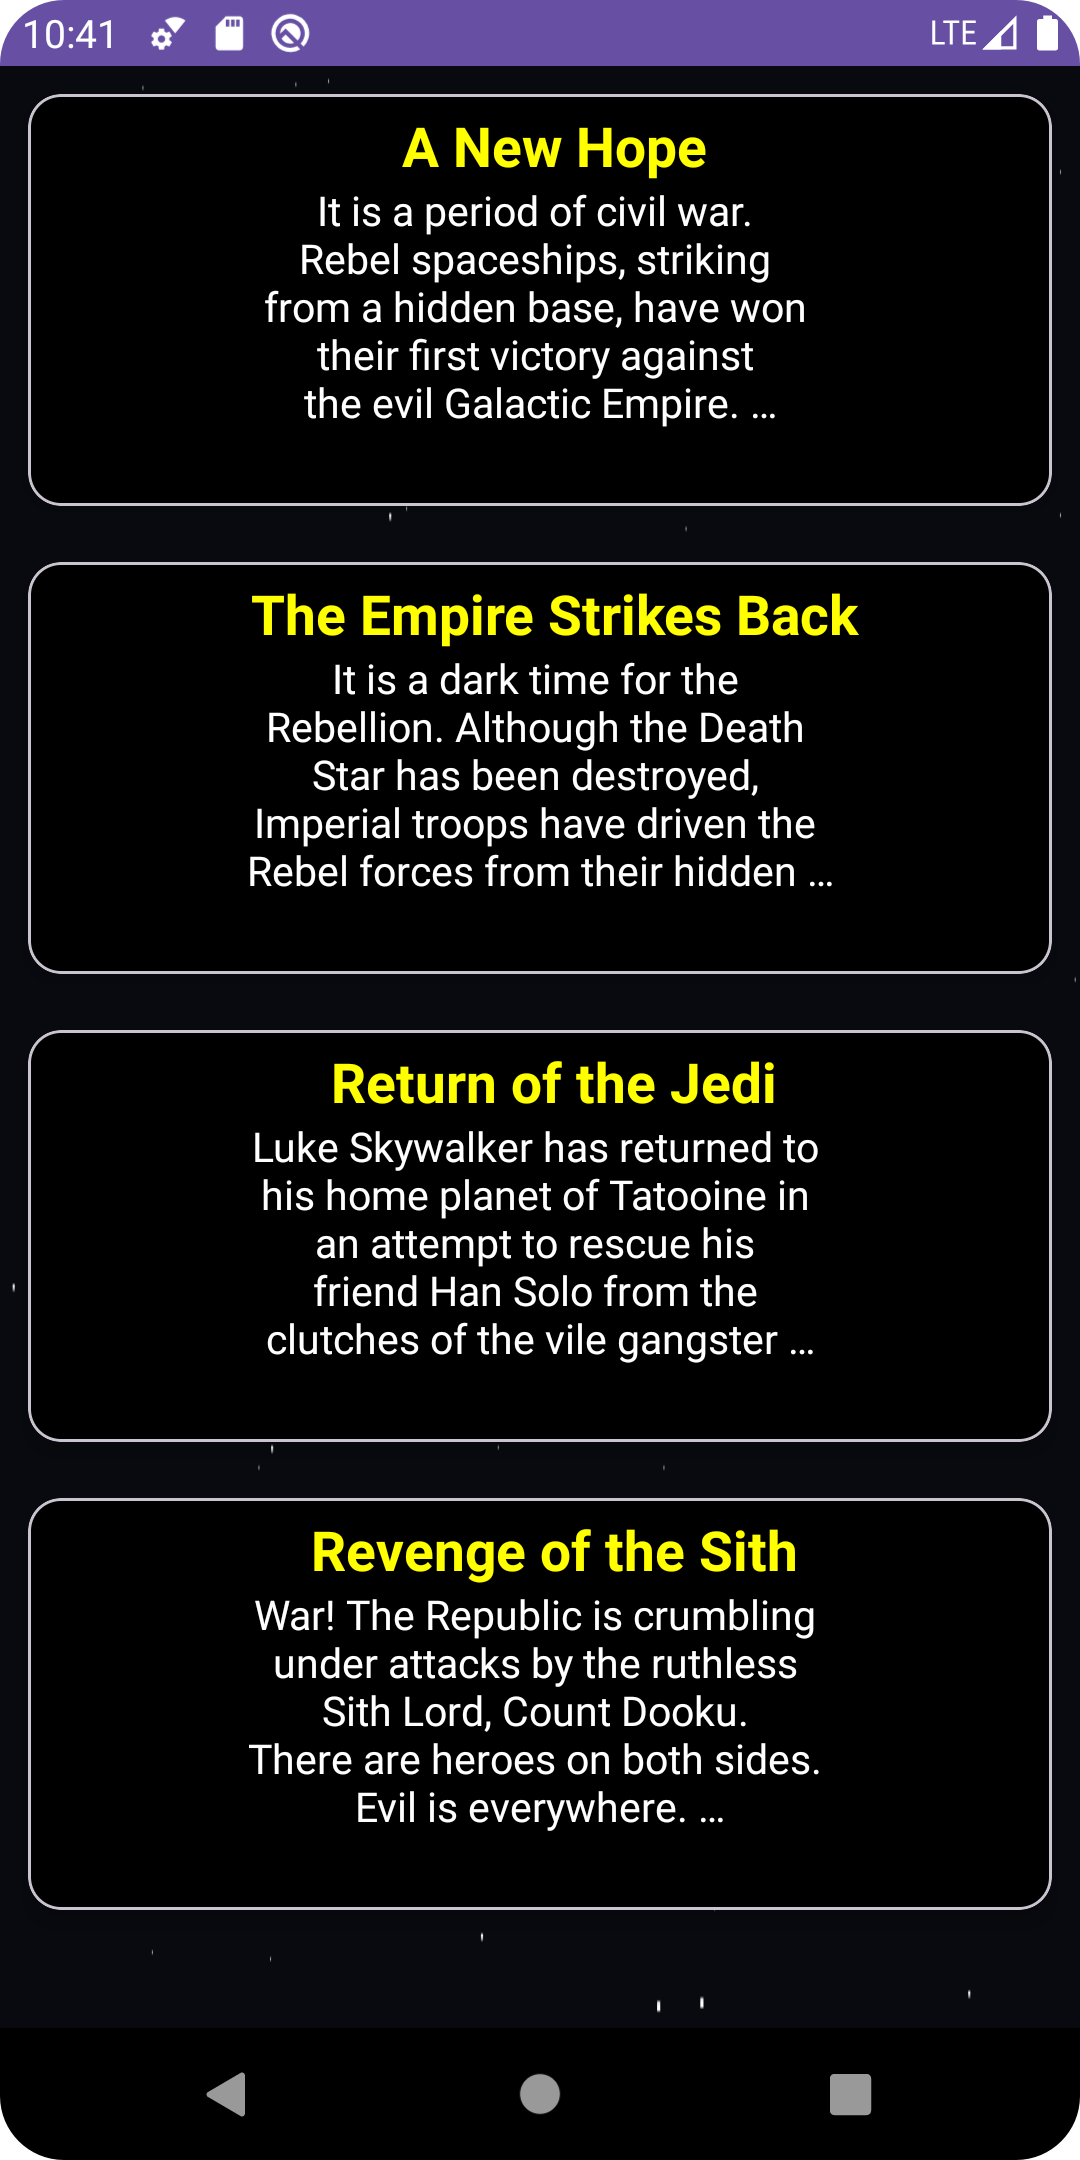 10:41
LTE
A New Hope
It is a period of civil war.
Rebel spaceships, striking
from a hidden base, have won
their first victory against
the evil Galactic Empire. ...
The Empire Strikes Back
It is a dark time for the
Rebellion. Although the Death
Star has been destroyed,
Imperial troops have driven the
Rebel forces from their hidden ...
Return of the Jedi
Luke Skywalker has returned to
his home planet of Tatooine in
an attempt to rescue his
friend Han Solo from the
clutches of the vile gangster ...
Revenge of the Sith
War! The Republic is crumbling
under attacks by the ruthless
Sith Lord, Count Dooku.
There are heroes on both sides.
Evil is everywhere. ...